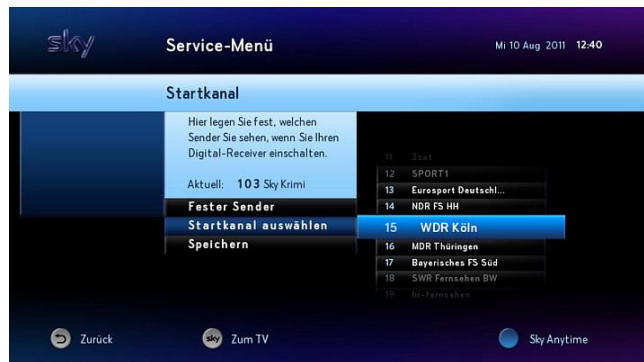 sky
Service-Menü
Mi 10 Aug 2011 12:40
Startkanal
Hier legen Sie fest, welchen
Sender Sie sehen, wenn Sie Ihren
Digital-Receiver einschalten.
Aktuell: 103 Sky Krimi
Fester Sender
Startkanal auswählen
Speichern
11 3sat
12 SPORT1
13 Eurosport Deutschl...
14 NDR FS HH
15 WDR Köln
16 MDR Thüringen
17 Bayerisches FS Süd
18 SWR Fernsehen BW
19 hr-fernsehen
Zurück
sky Zum TV
Sky Anytime